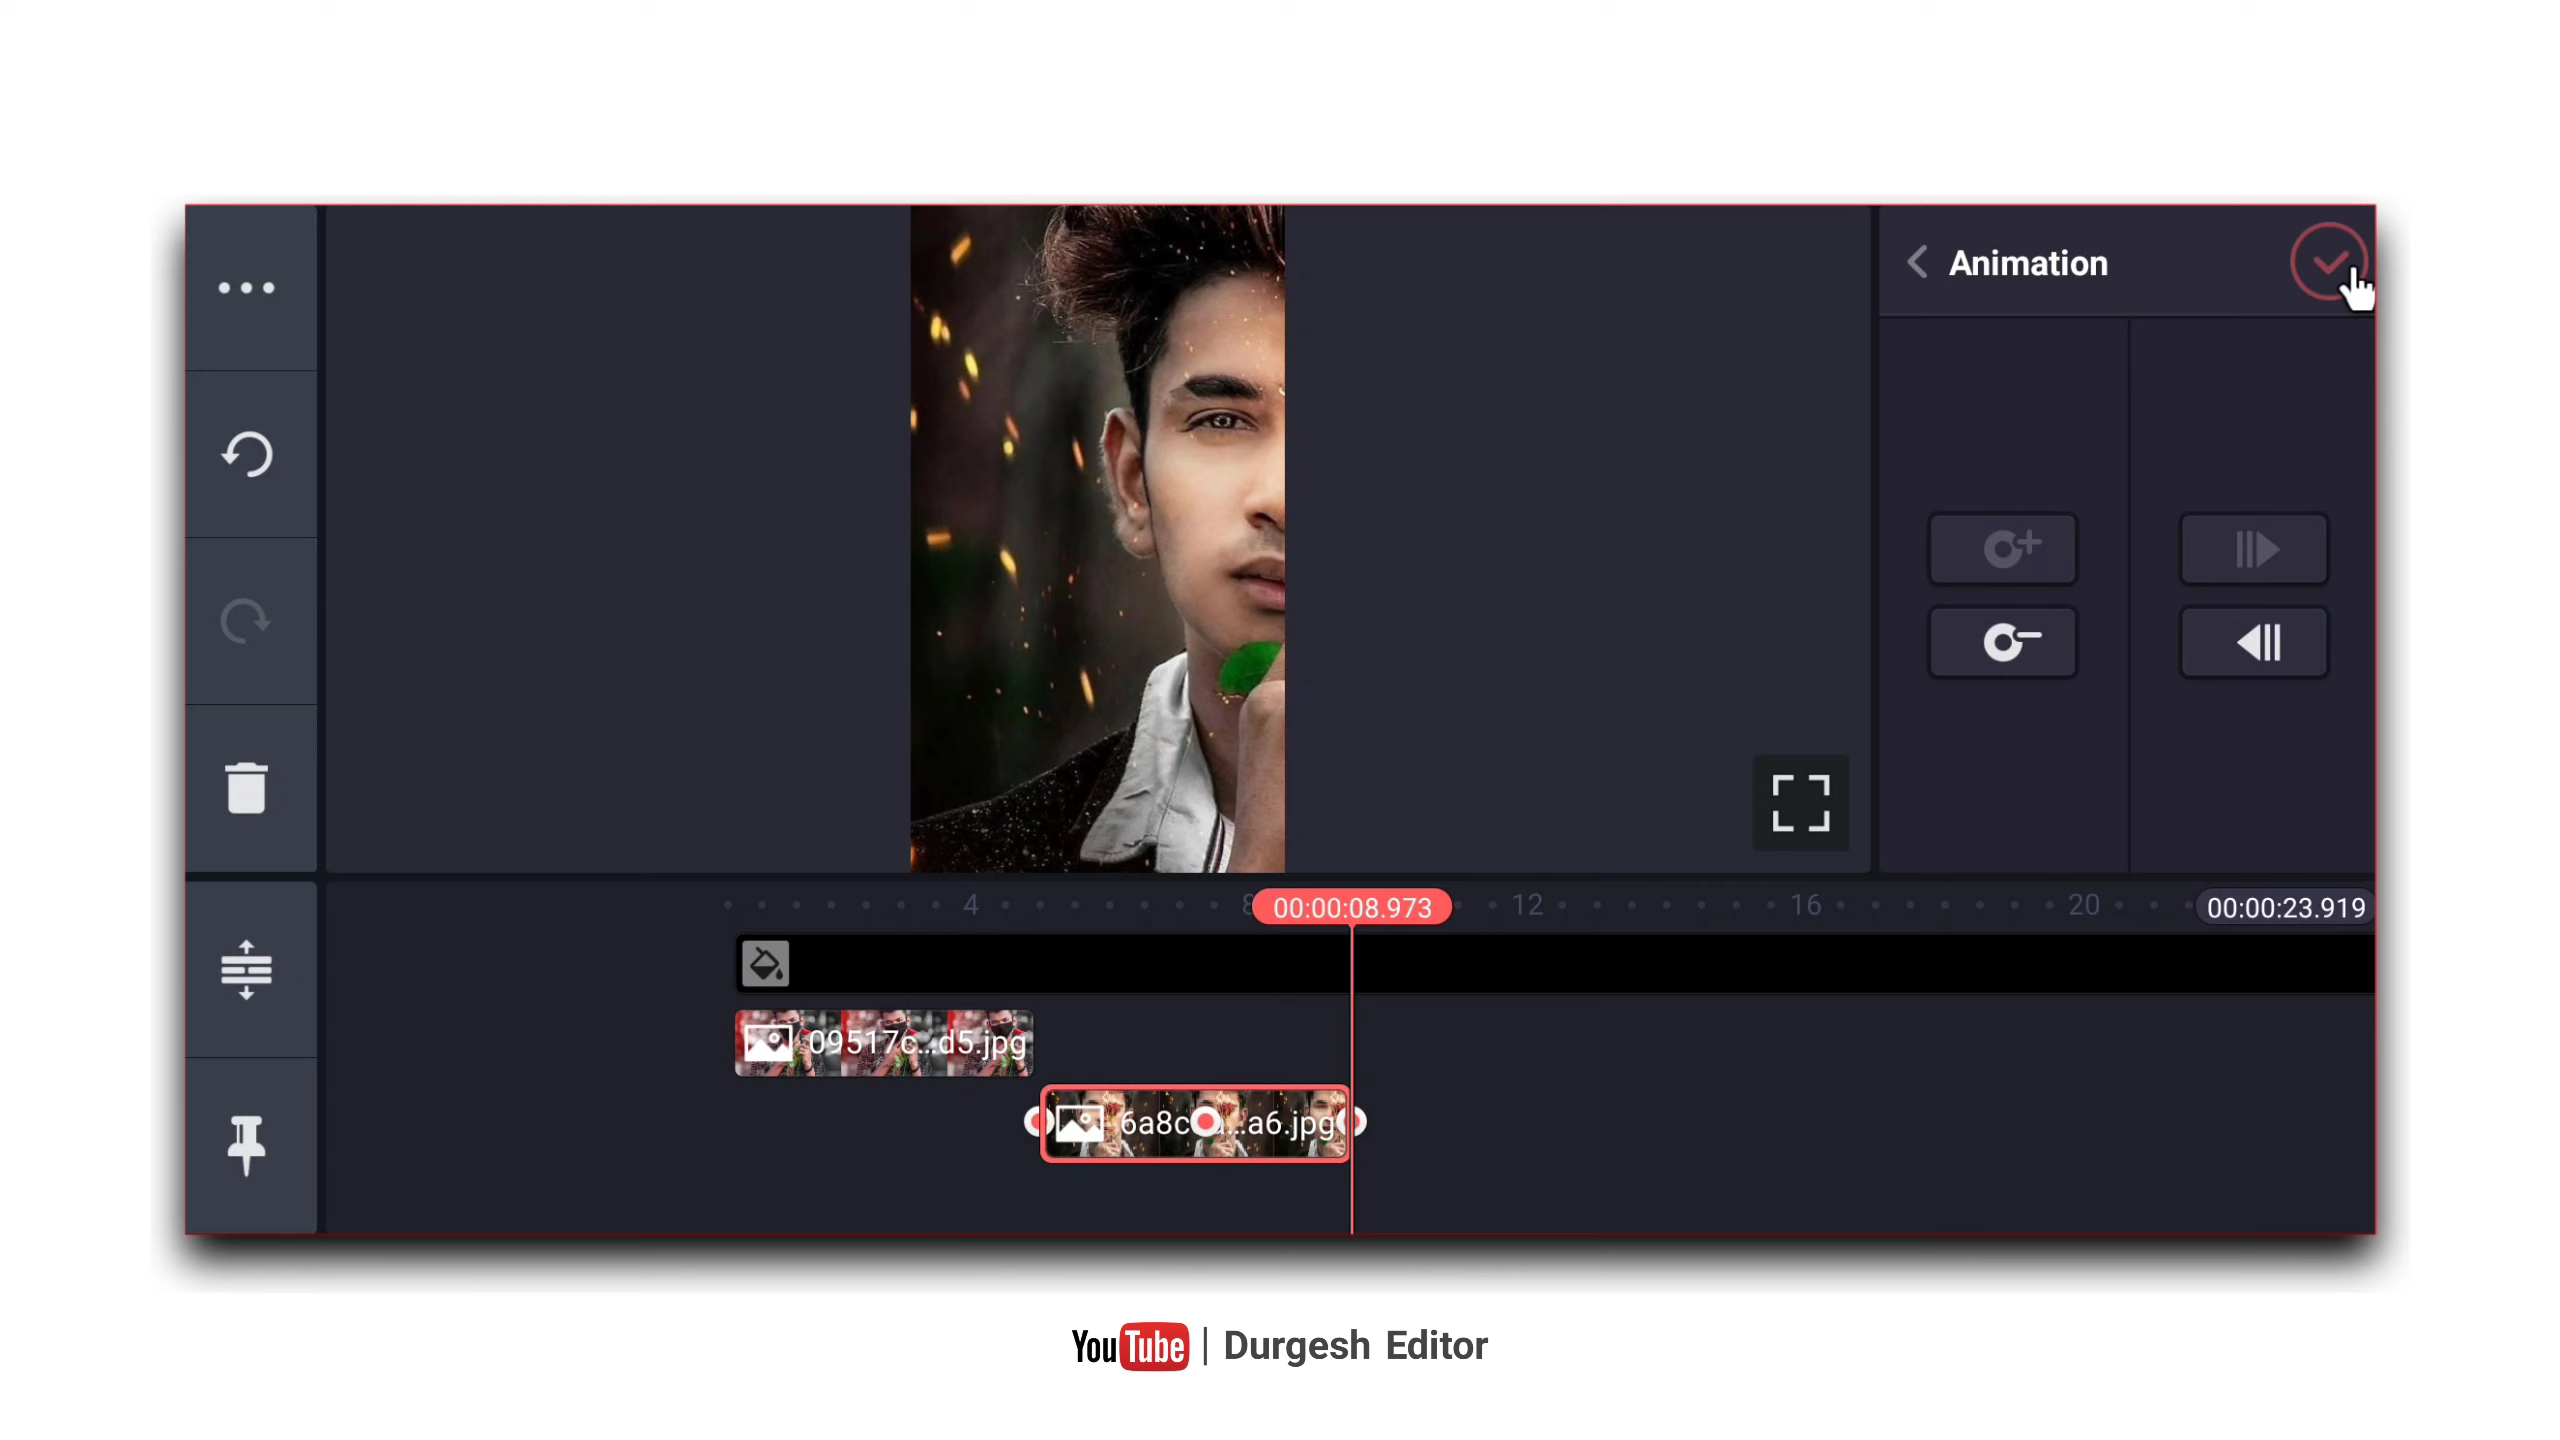 Animation
4
8
00:00:08.973
12
16
20
00:00:23.919
09517c...d5.jpg
6a8c...a6.jpg
YouTube | Durgesh Editor